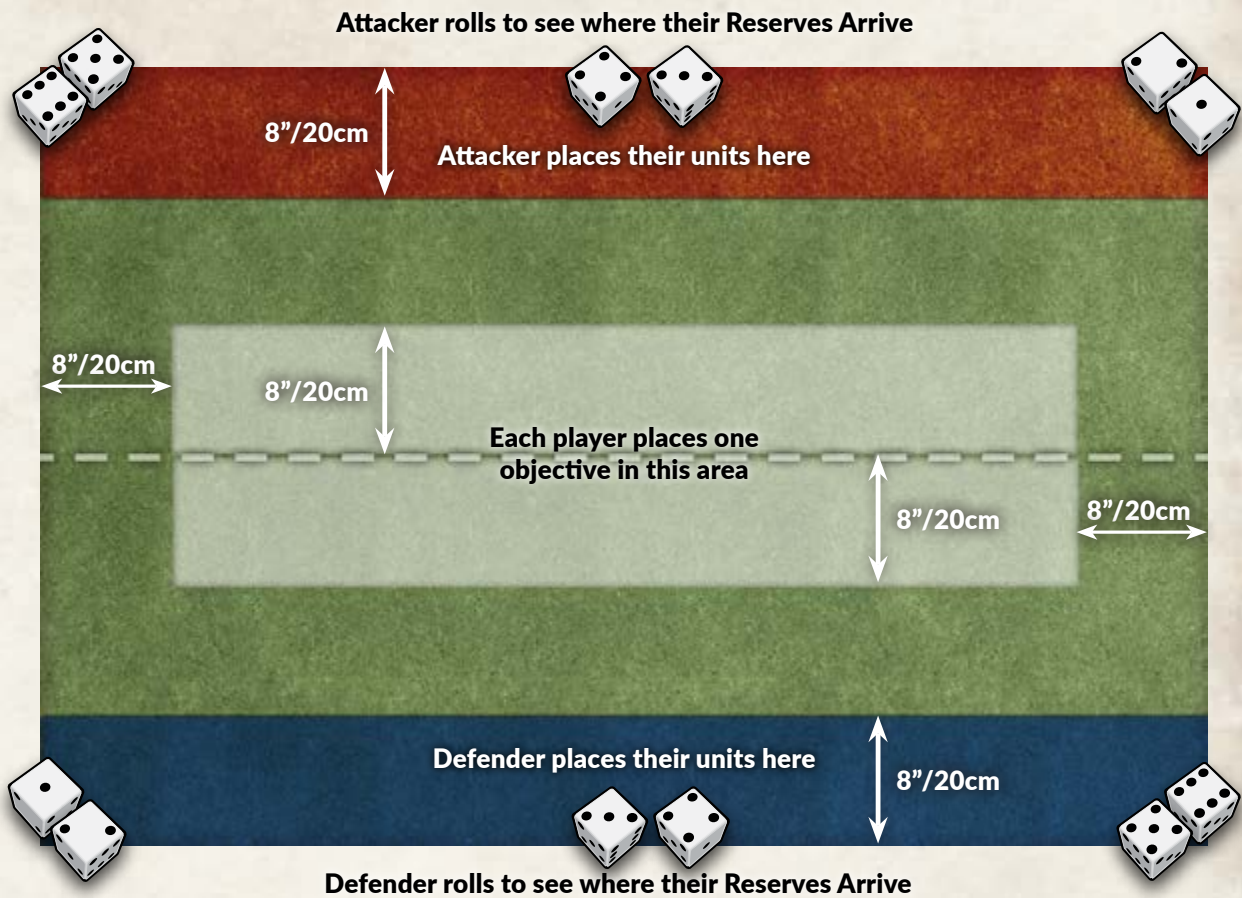 Attacker rolls to see where their Reserves Arrive
8”/20cm
Attacker places their units here
8”/20cm
8”/20cm
Each player places one
objective in this area
8”/20cm
8”/20cm
Defender places their units here
8”/20cm
Defender rolls to see where their Reserves Arrive